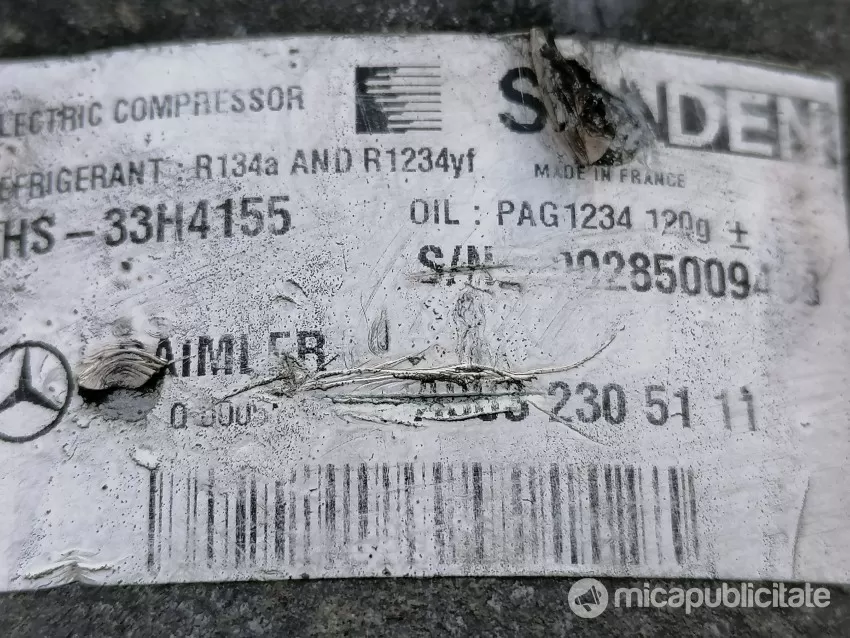 LECTRIC COMPRESSOR
SANDEN
MADE IN FRANCE
EFRIGERANT : R134a AND R1234yf
HS-33H4155
OIL : PAG1234 120g ±
S/N
DAIMLER
230 51 11
micapublicitate